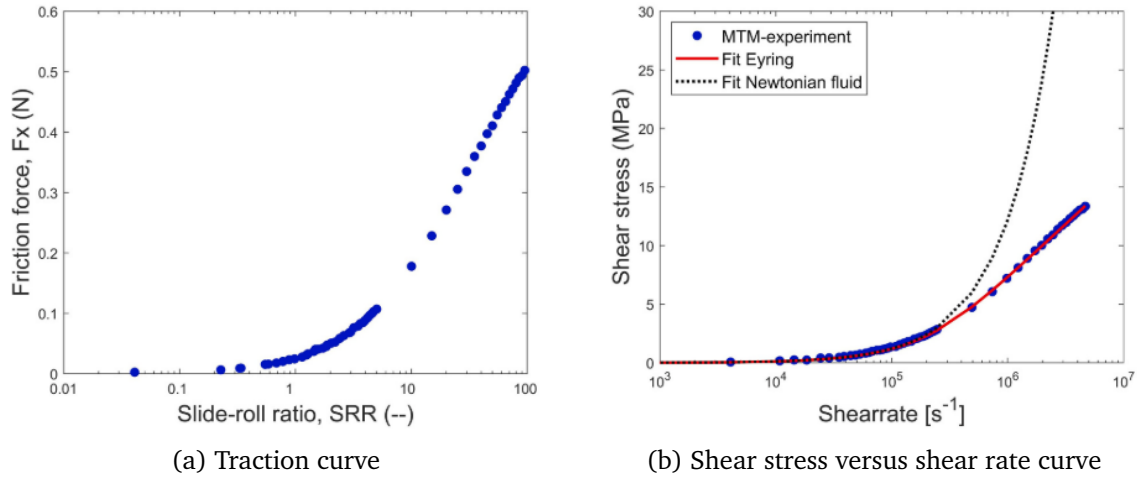 Friction force, Fx (N)
0.6
0.5
0.4
0.3
0.2
0.1
0
0.01
0.1
1
10
100
Slide-roll ratio, SRR (--)
(a) Traction curve
Shear stress (MPa)
30
25
20
15
10
5
0
MTM-experiment
Fit Eyring
Fit Newtonian fluid
10³
10⁴
10⁵
10⁶
10⁷
Shearrate [s⁻¹]
(b) Shear stress versus shear rate curve